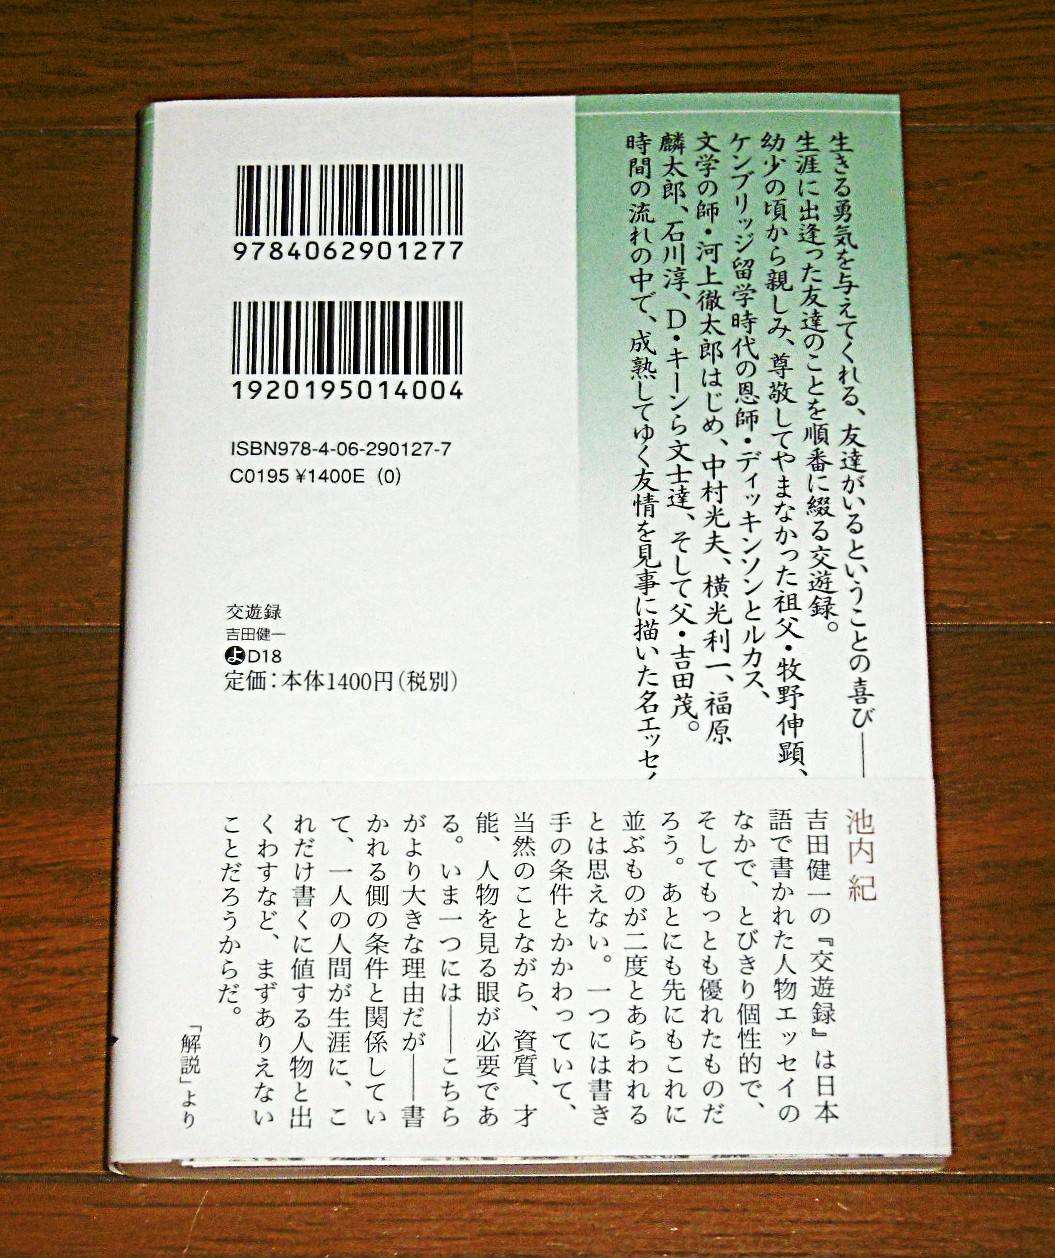 生きる勇気を与えてくれる、友達がいるということの喜び――
生涯に出逢った友達のことを順番に綴る交遊録。
幼少の頃から親しみ、尊敬してやまなかった祖父・牧野伸顕、
ケンブリッジ留学時代の恩師・ディッキンソンとルカス、
文学の師・河上徹太郎はじめ、中村光夫、横光利一、福原
麟太郎、石川淳、D・キーンら文士達、そして父・吉田茂。
時間の流れの中で、成熟してゆく友情を見事に描いた名エッセイ
9784062901277
1920195014004
ISBN978-4-06-290127-7
C0195 ¥1400E (0)
交遊録
吉田健一
よD18
定価：本体1400円（税別）
池内 紀
吉田健一の『交遊録』は日本
語で書かれた人物エッセイの
なかで、とびきり個性的で、
そしてもっとも優れたものだ
ろう。あとにも先にもこれに
並ぶものが二度とあらわれる
とは思えない。一つには書き
手の条件とかかわっていて、
当然のことながら、資質、才
能、人物を見る眼が必要であ
る。いま一つには――こちら
がより大きな理由だが――書
かれる側の条件と関係してい
て、一人の人間が生涯に、こ
れだけ書くに値する人物と出
くわすなど、まずありえない
ことだろうからだ。
「解説」より